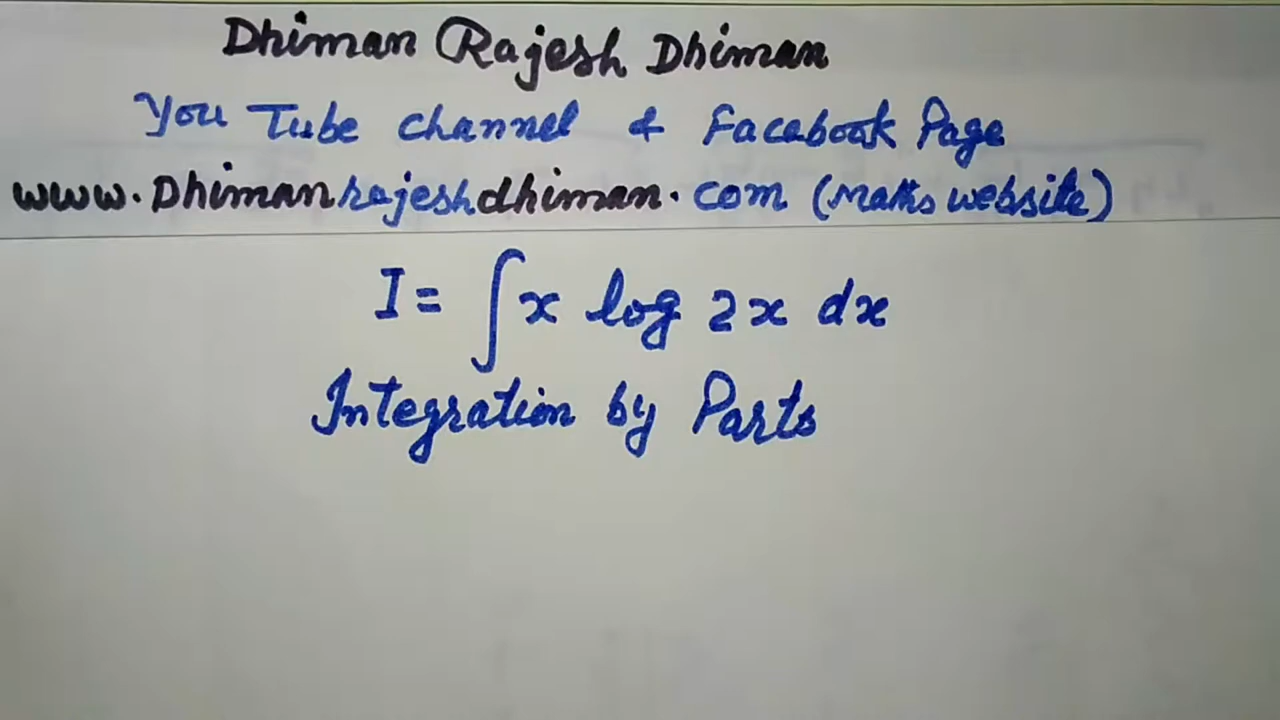 Dhiman Rajesh Dhiman
You Tube channel & Facebook Page
www.Dhimanrajeshdhiman.com (Maths website)
I = ∫ x log 2x dx
Integration by Parts